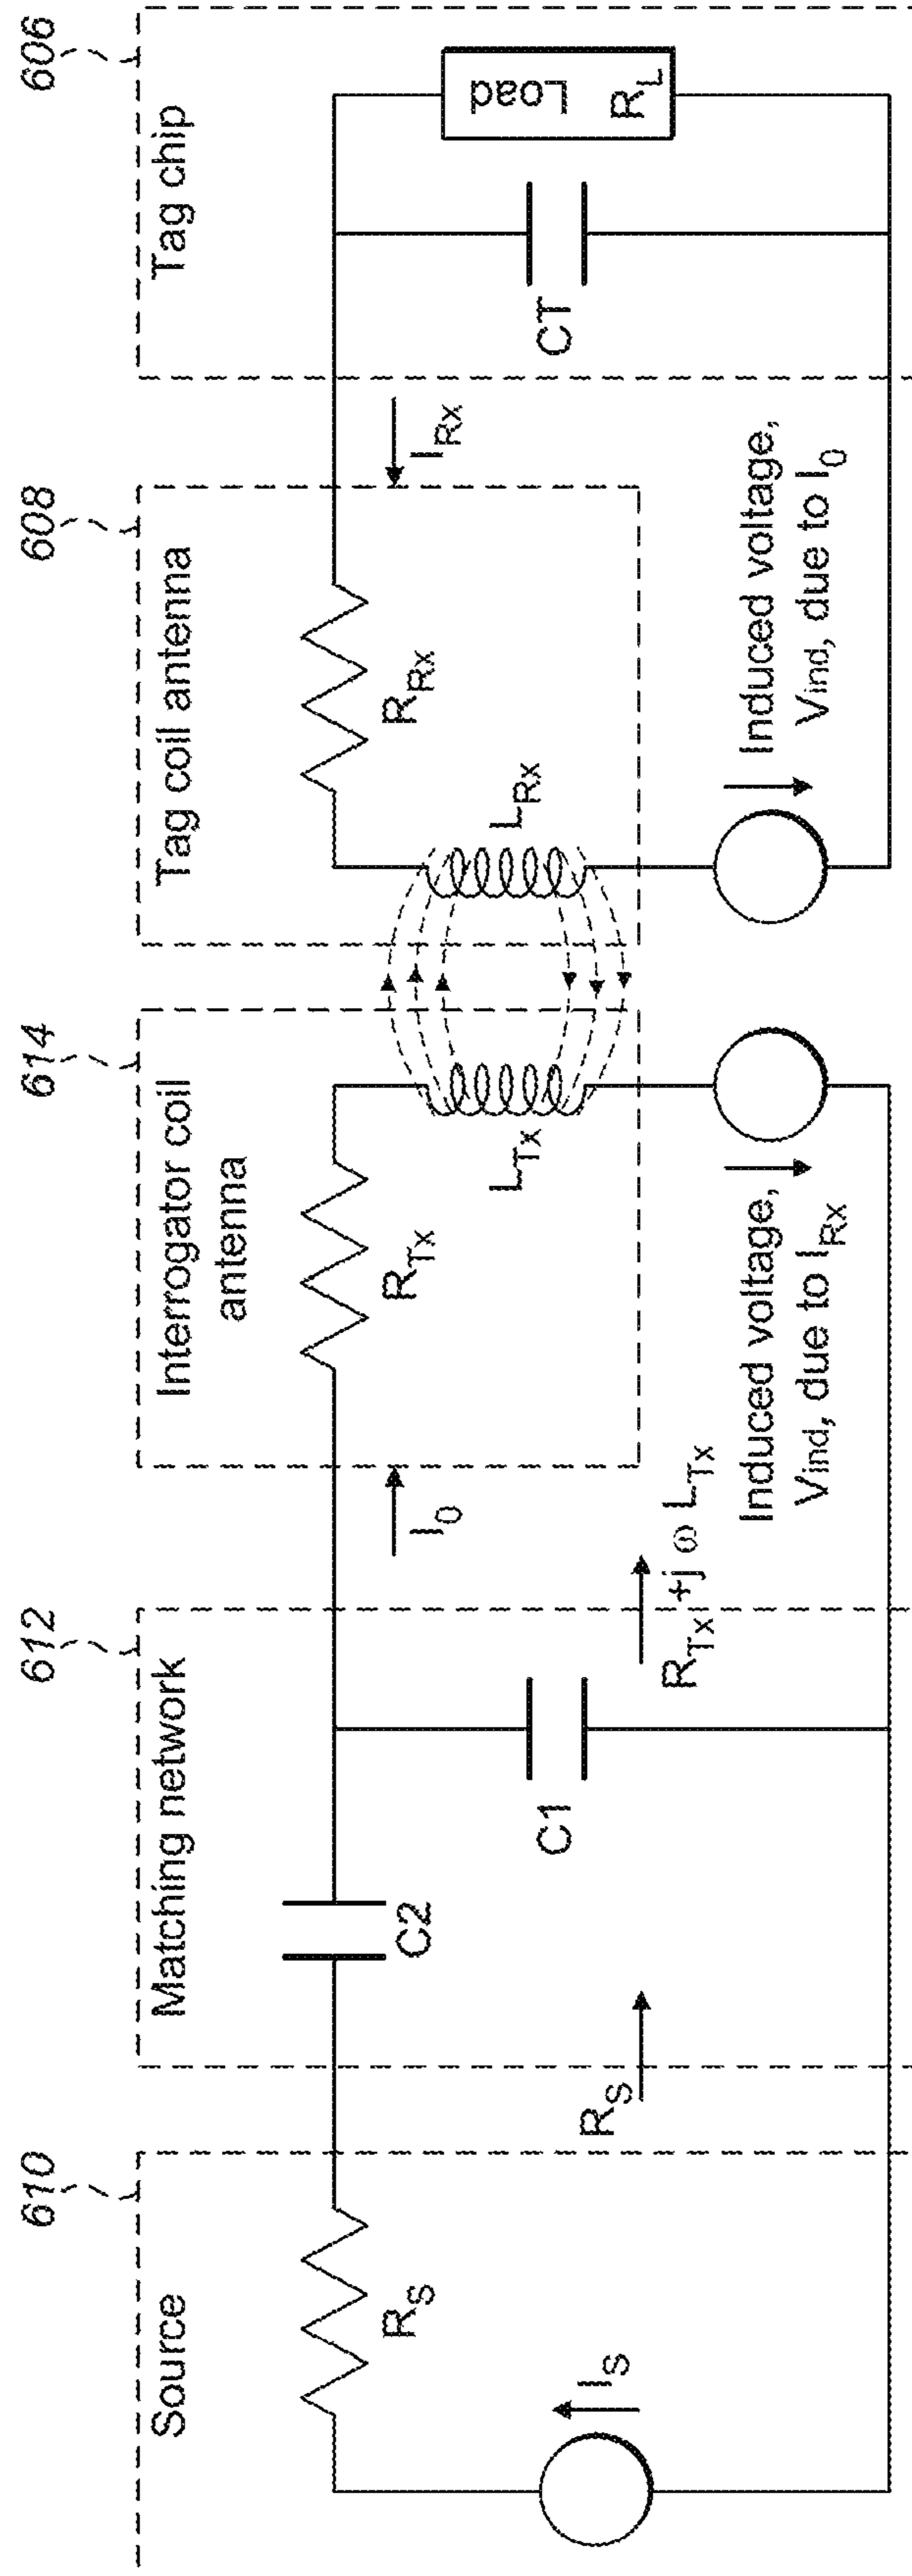 610
612
614
608
606
Source
Matching network
Interrogator coil
antenna
Tag coil antenna
Tag chip
R_S
C2
I_0
R_Tx
R_Rx
I_Rx
I_S
R_S
C1
R_Tx +j ω L_Tx
L_Tx
L_Rx
CT
Load
R_L
Induced voltage,
Vind, due to I_Rx
Induced voltage,
Vind, due to I_0